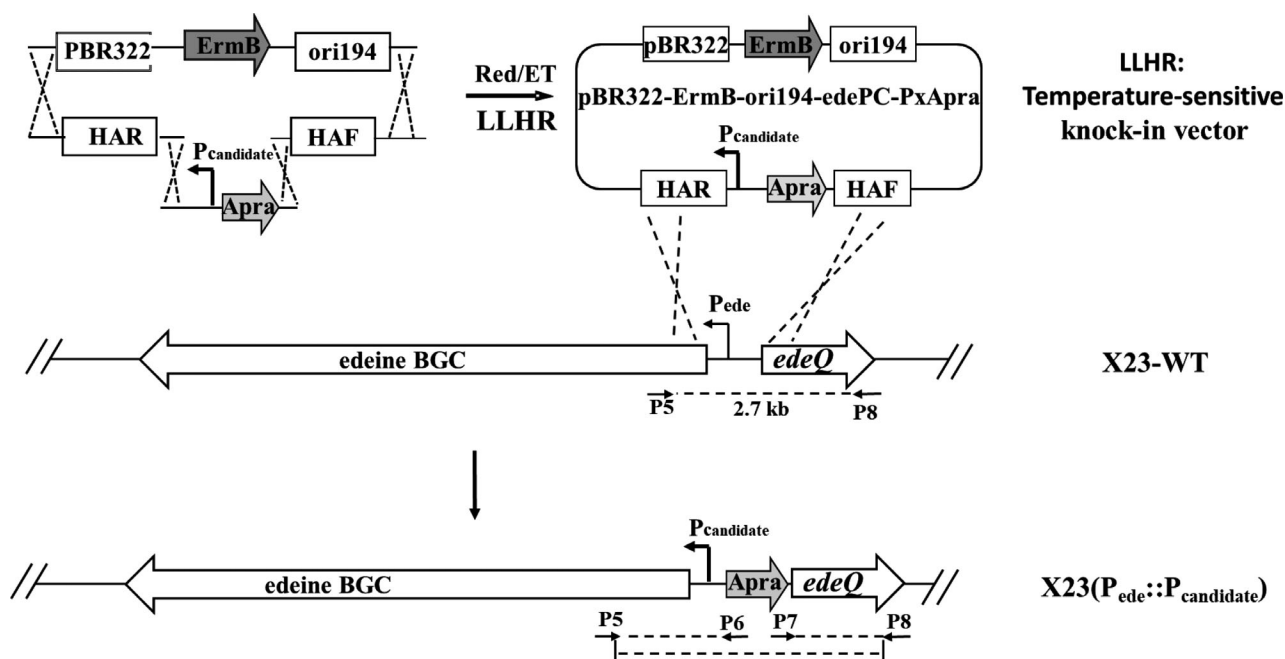 PBR322 ErmB ori194
HAR HAF
Pcandidate
Apra
Red/ET
LLHR
pBR322 ErmB ori194
pBR322-ErmB-ori194-edePC-PxApra
Pcandidate
HAR Apra HAF
LLHR:
Temperature-sensitive
knock-in vector
Pede
edeine BGC edeQ
X23-WT
P5 2.7 kb P8
Pcandidate
edeine BGC Apra edeQ
X23(Pede::Pcandidate)
P5 P6 P7 P8